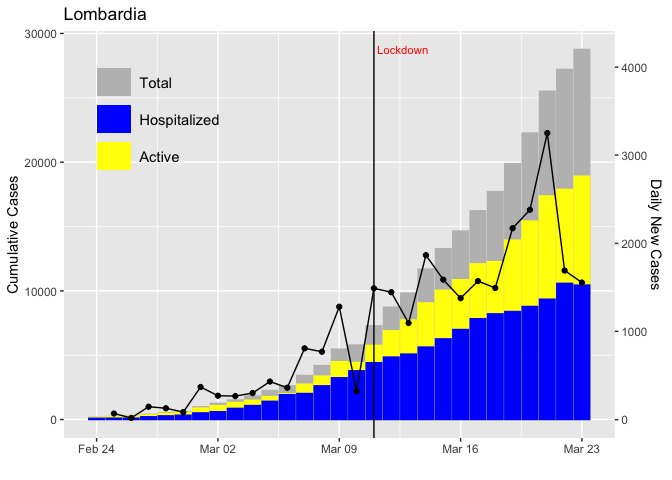 Lombardia
30000
20000
10000
0
Cumulative Cases
Total
Hospitalized
Active
Lockdown
4000
3000
2000
1000
0
Daily New Cases
Feb 24
Mar 02
Mar 09
Mar 16
Mar 23